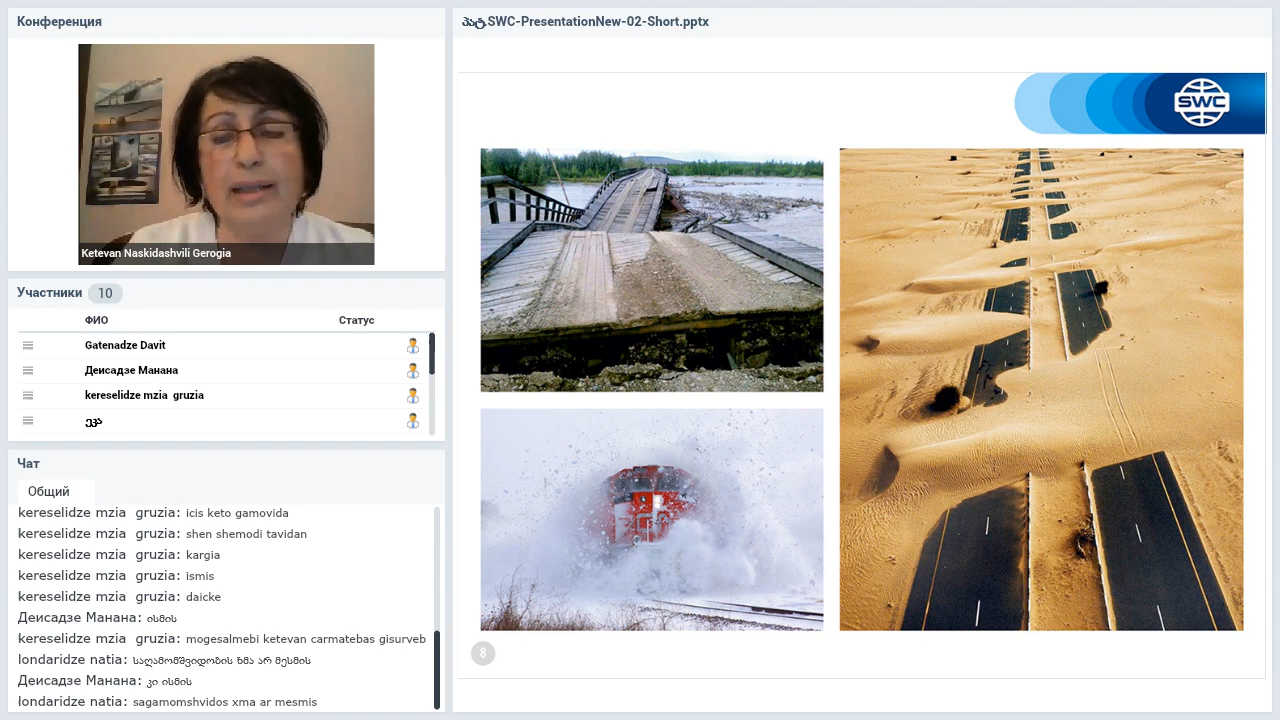 Конференция
Ketevan Naskidashvili Gerogia
Участники 10
ФИО Статус
Gatenadze Davit
Деисадзе Манана
kereselidze mzia gruzia
ევა
Чат
Общий
kereselidze mzia gruzia: icis keto gamovida
kereselidze mzia gruzia: shen shemodi tavidan
kereselidze mzia gruzia: kargia
kereselidze mzia gruzia: ismis
kereselidze mzia gruzia: daicke
Деисадзе Манана: ისმის
kereselidze mzia gruzia: mogesalmebi ketevan carmatebas gisurveb
londaridze natia: საღამომშვიდობის ხმა არ მესმის
Деисадзе Манана: კი ისმის
londaridze natia: sagamomshvidos xma ar mesmis
პატ.SWC-PresentationNew-02-Short.pptx
SWC
8